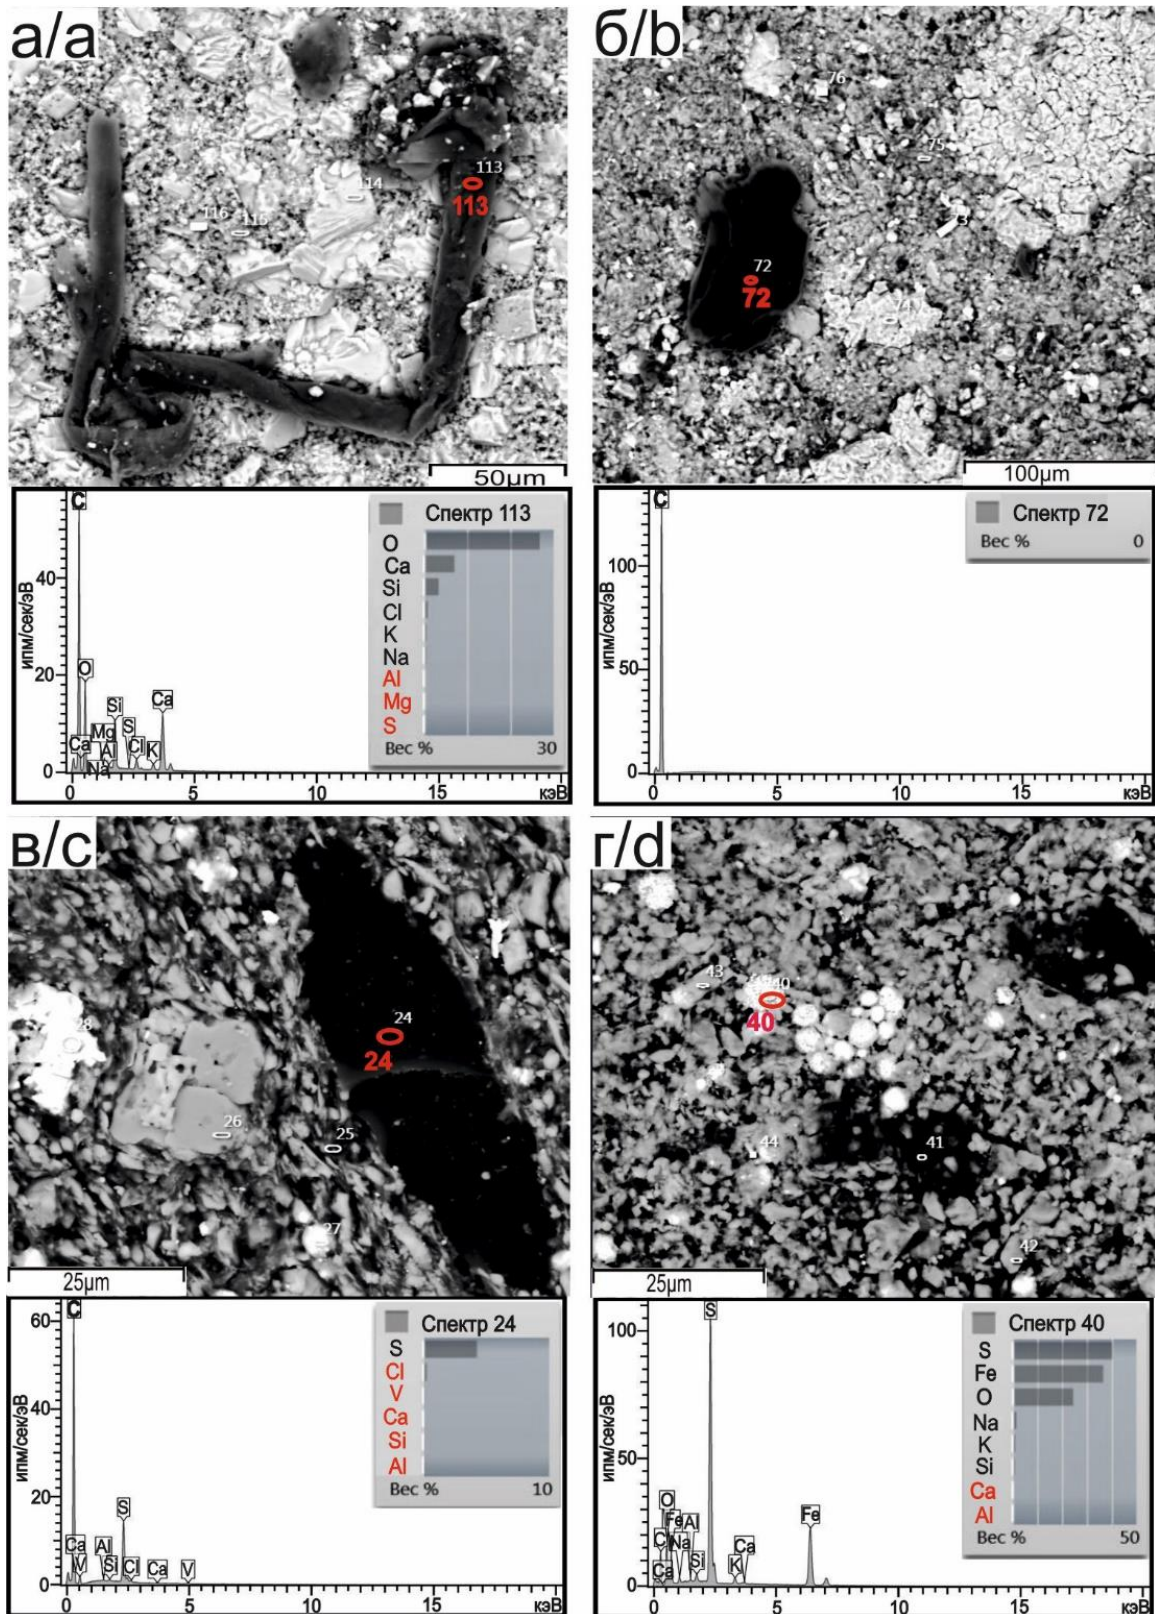 а/a
113
113
114
116
115
50µm
б/b
76
75
73
72
72
74
100µm
C
Спектр 113
O
Ca
Si
Cl
K
Na
Al
Mg
S
Вес %
30
ипм/сек/эВ
40
20
0
O
Ca
Si
Mg
Al
Na
S
Cl
K
Ca
0
5
10
15
кэВ
C
Спектр 72
Вес %
0
ипм/сек/эВ
100
50
0
0
5
10
15
кэВ
в/c
24
24
28
26
25
27
25µm
г/d
43
40
40
44
41
42
25µm
C
Спектр 24
S
Cl
V
Ca
Si
Al
Вес %
10
ипм/сек/эВ
60
40
20
0
Ca
V
Al
Si
S
Cl
Ca
V
0
5
10
15
кэВ
S
Спектр 40
S
Fe
O
Na
K
Si
Ca
Al
Вес %
50
ипм/сек/эВ
100
50
0
O
Fe
Al
C
Na
Ca
Si
K
Ca
Fe
0
5
10
15
кэВ